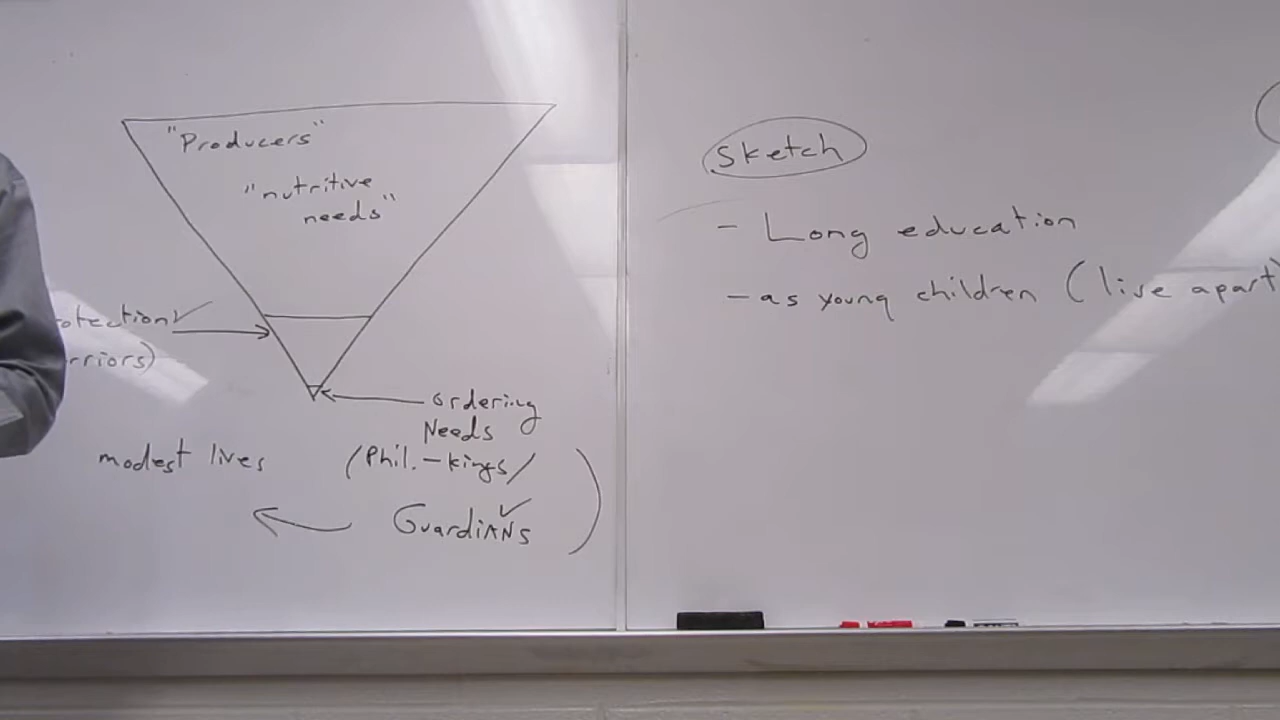 "Producers"
"nutritive
needs"
otection ✓
rriors)
ordering
Needs
modest lives
(Phil.-kings/
GuardiANs ✓
Sketch
- Long education
- as young children (live apart)